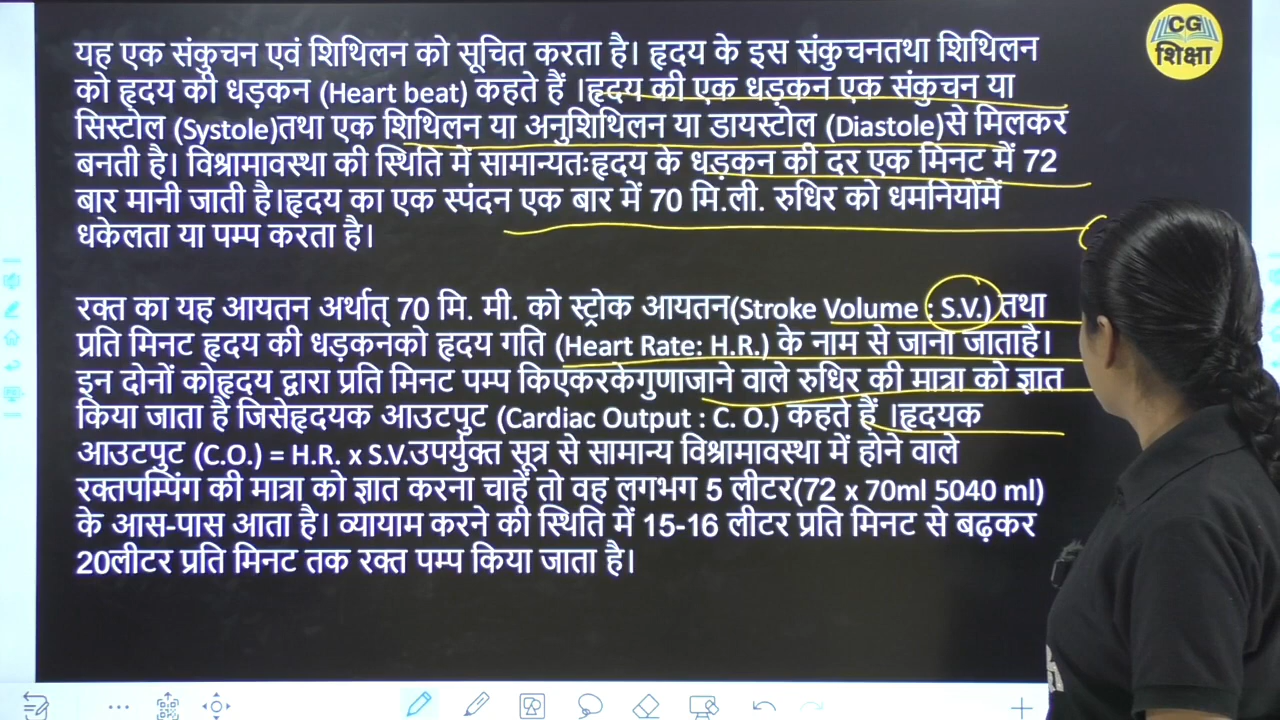 CG
शिक्षा
यह एक संकुचन एवं शिथिलन को सूचित करता है। हृदय के इस संकुचनतथा शिथिलन
को हृदय की धड़कन (Heart beat) कहते हैं ।हृदय की एक धड़कन एक संकुचन या
सिस्टोल (Systole)तथा एक शिथिलन या अनुशिथिलन या डायस्टोल (Diastole)से मिलकर
बनती है। विश्रामावस्था की स्थिति में सामान्यतःहृदय के धड़कन की दर एक मिनट में 72
बार मानी जाती है।हृदय का एक स्पंदन एक बार में 70 मि.ली. रुधिर को धमनियोंमें
धकेलता या पम्प करता है।
रक्त का यह आयतन अर्थात् 70 मि. मी. को स्ट्रोक आयतन(Stroke Volume : S.V.) तथा
प्रति मिनट हृदय की धड़कनको हृदय गति (Heart Rate: H.R.) के नाम से जाना जाताहै।
इन दोनों कोहृदय द्वारा प्रति मिनट पम्प किएकरकेगुणाजाने वाले रुधिर की मात्रा को ज्ञात
किया जाता है जिसेहृदयक आउटपुट (Cardiac Output : C. O.) कहते हैं ।हृदयक
आउटपुट (C.O.) = H.R. x S.V.उपर्युक्त सूत्र से सामान्य विश्रामावस्था में होने वाले
रक्तपम्पिंग की मात्रा को ज्ञात करना चाहें तो वह लगभग 5 लीटर(72 x 70ml 5040 ml)
के आस-पास आता है। व्यायाम करने की स्थिति में 15-16 लीटर प्रति मिनट से बढ़कर
20लीटर प्रति मिनट तक रक्त पम्प किया जाता है।